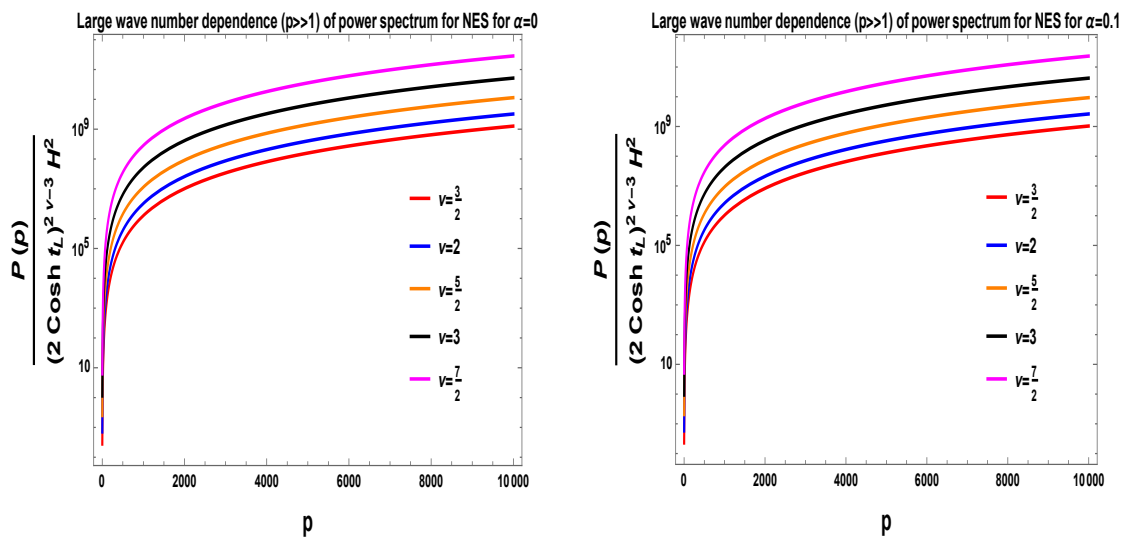 Large wave number dependence (p>>1) of power spectrum for NES for α=0
P (p)
(2 Cosh t_L)^{2 ν−3} H^2
10^9
10^5
10
0
2000
4000
6000
8000
10 000
p
ν=3/2
ν=2
ν=5/2
ν=3
ν=7/2
Large wave number dependence (p>>1) of power spectrum for NES for α=0.1
P (p)
(2 Cosh t_L)^{2 ν−3} H^2
10^9
10^5
10
0
2000
4000
6000
8000
10 000
p
ν=3/2
ν=2
ν=5/2
ν=3
ν=7/2